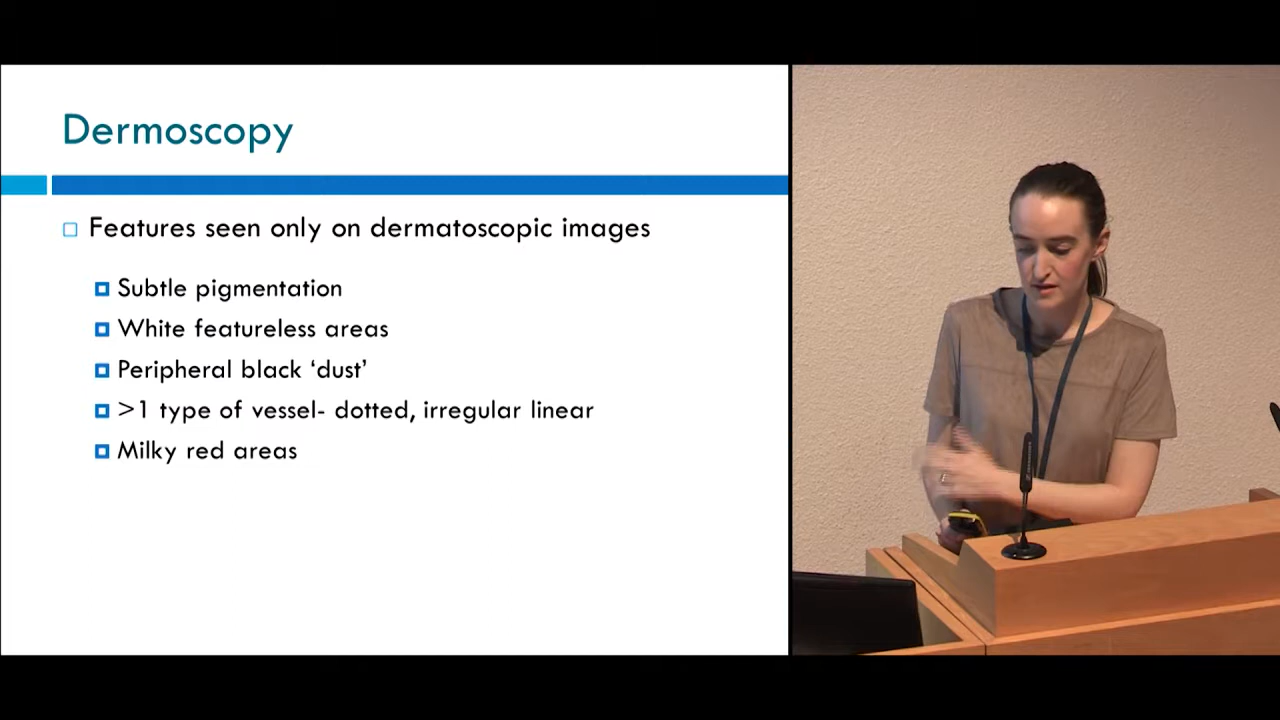 Dermoscopy
Features seen only on dermatoscopic images
Subtle pigmentation
White featureless areas
Peripheral black ‘dust’
>1 type of vessel- dotted, irregular linear
Milky red areas